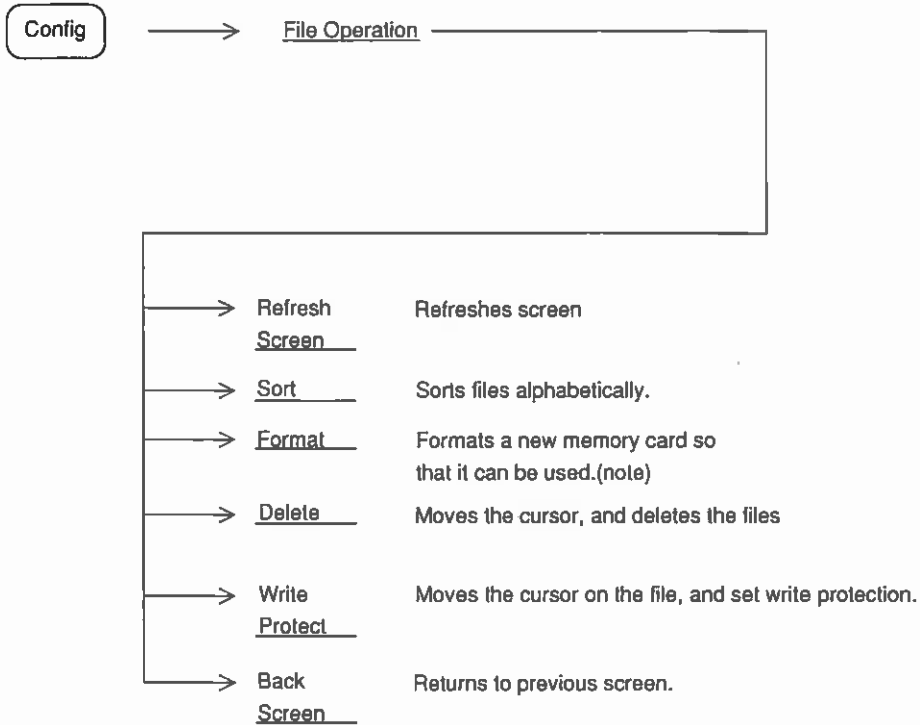 Config
File Operation
Refresh Refreshes screen
Screen
Sort Sorts files alphabetically.
Format Formats a new memory card so
that it can be used.(note)
Delete Moves the cursor, and deletes the files
Write Moves the cursor on the file, and set write protection.
Protect
Back Returns to previous screen.
Screen